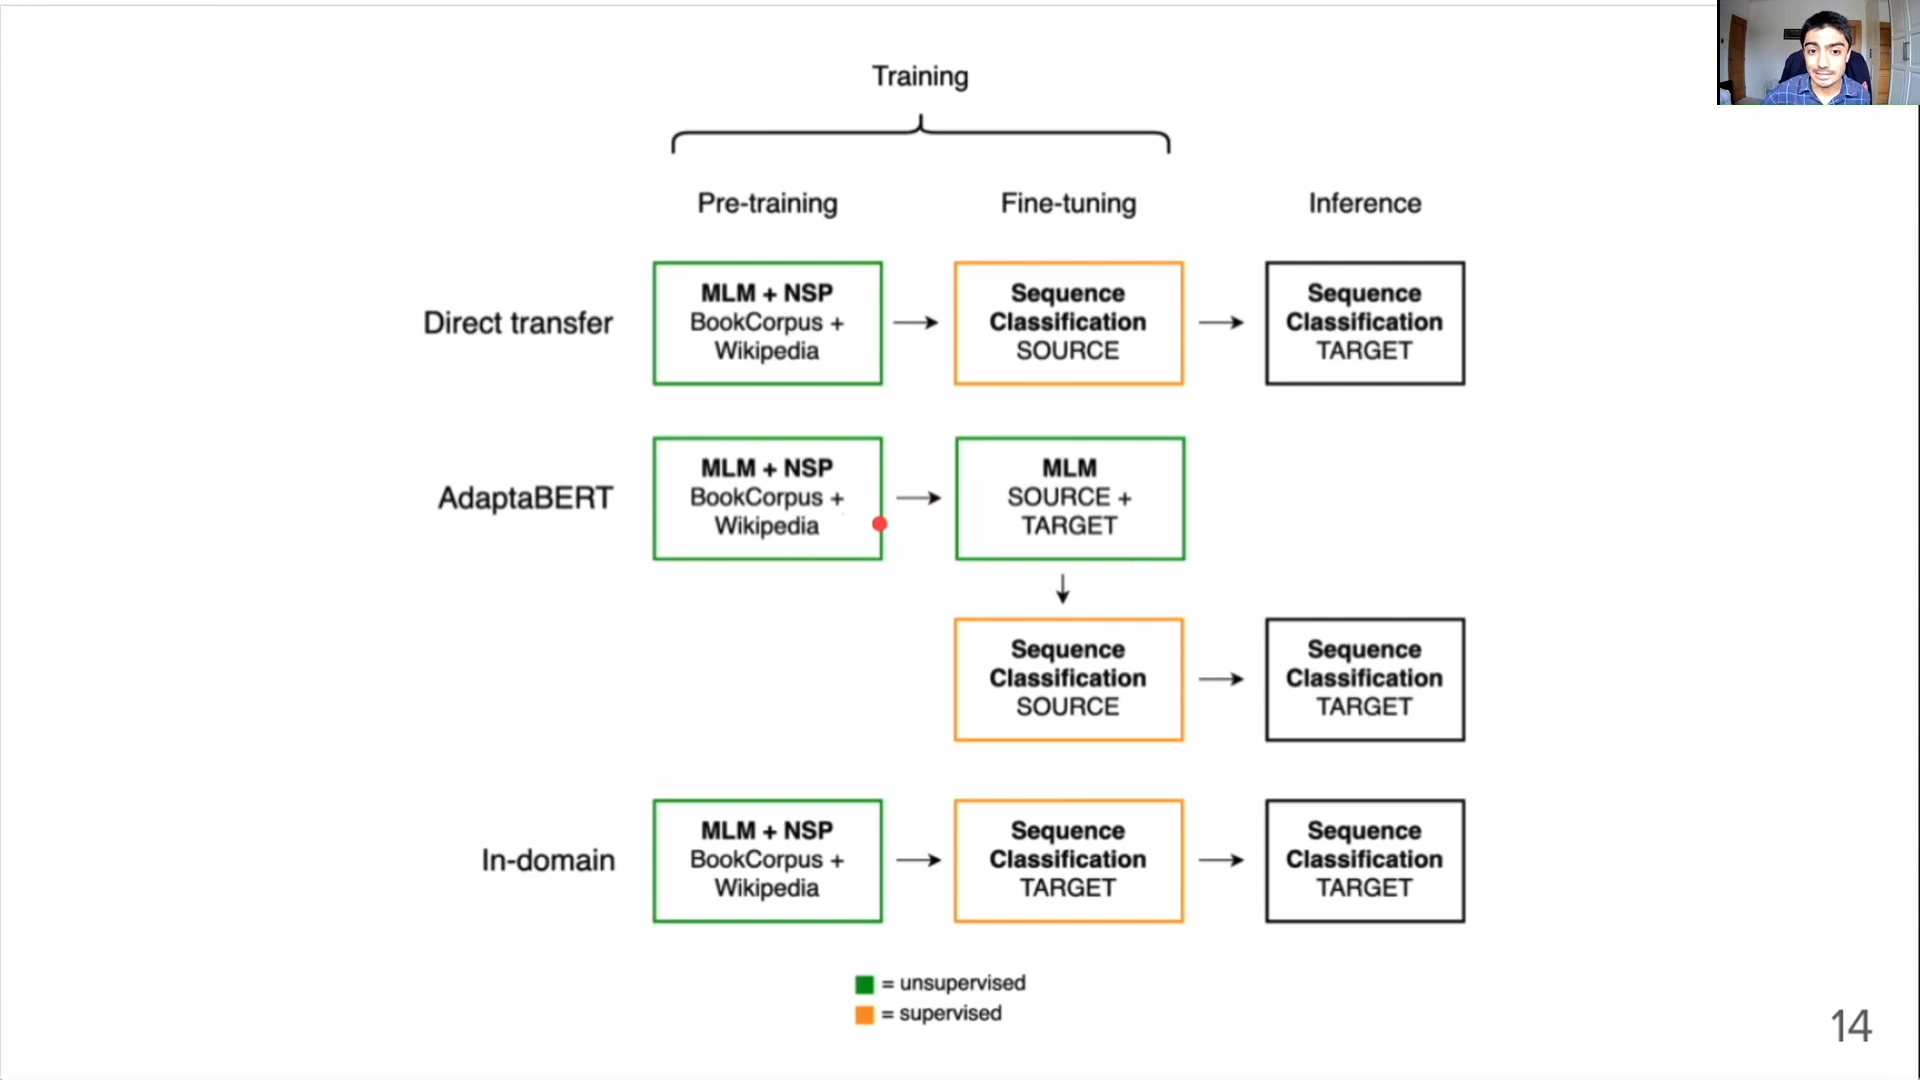 Training
Pre-training
Fine-tuning
Inference
Direct transfer
MLM + NSP
BookCorpus +
Wikipedia
Sequence
Classification
SOURCE
Sequence
Classification
TARGET
AdaptaBERT
MLM + NSP
BookCorpus +
Wikipedia
MLM
SOURCE +
TARGET
Sequence
Classification
SOURCE
Sequence
Classification
TARGET
In-domain
MLM + NSP
BookCorpus +
Wikipedia
Sequence
Classification
TARGET
Sequence
Classification
TARGET
= unsupervised
= supervised
14